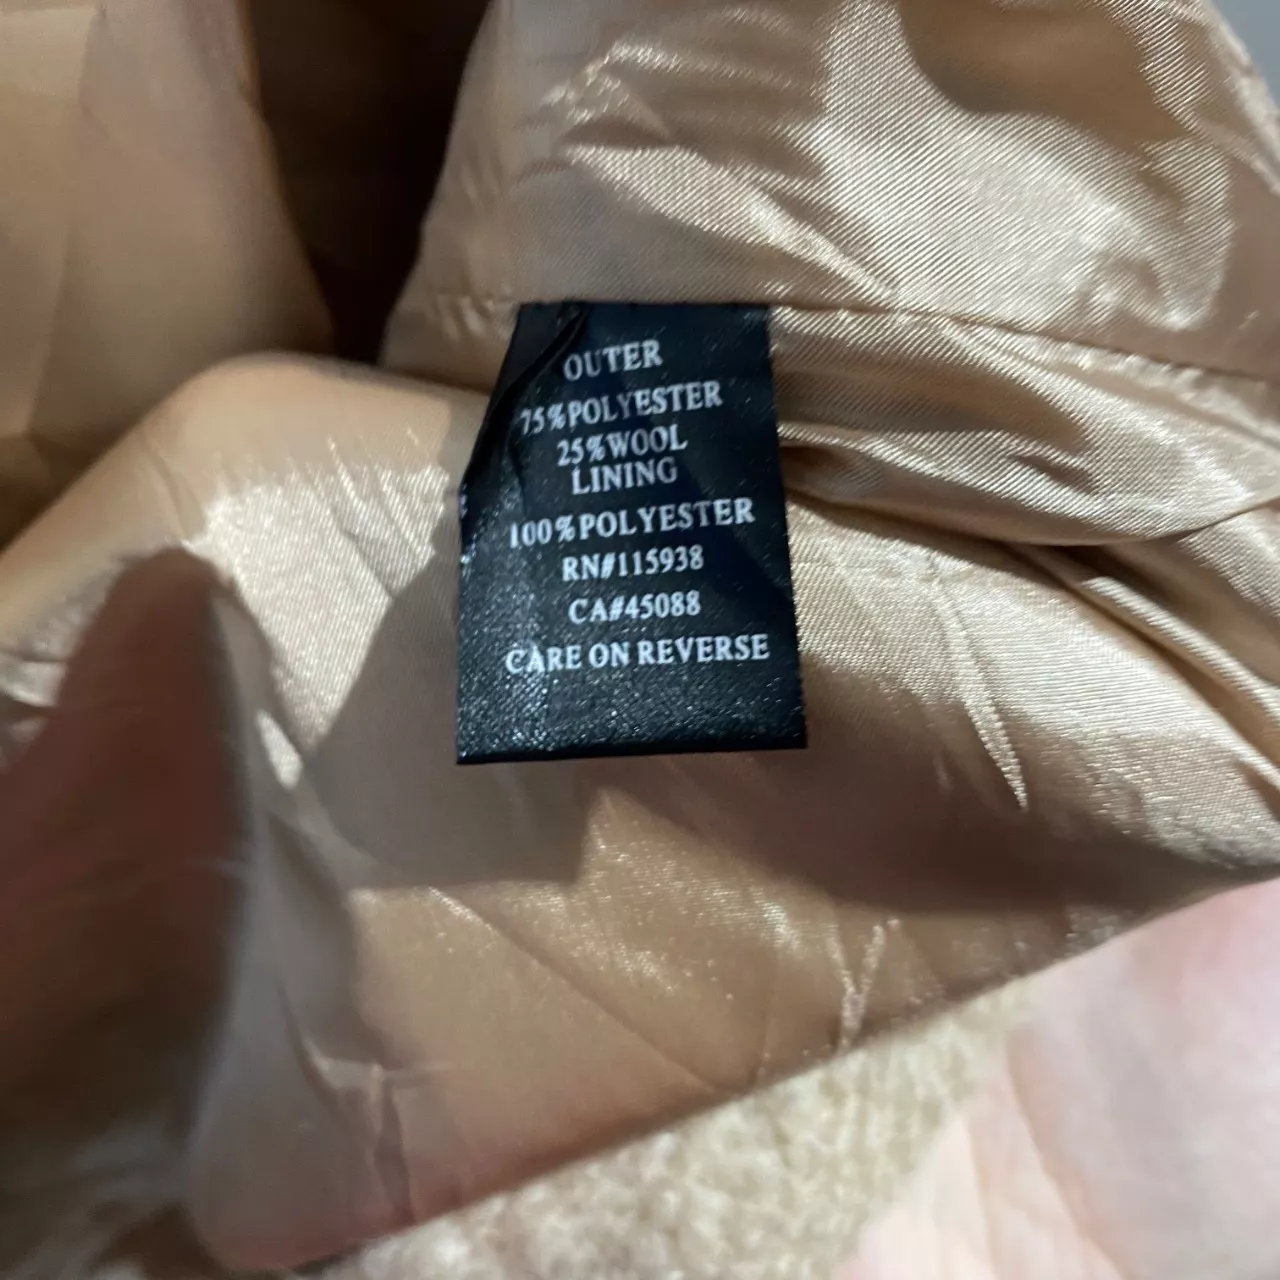 OUTER
75%POLYESTER
25%WOOL
LINING
100%POLYESTER
RN#115938
CA#45088
CARE ON REVERSE